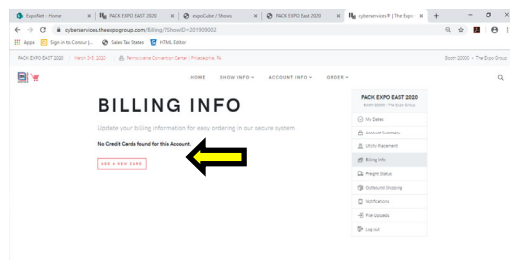 ExpoNet - Home
PACK EXPO EAST 2020
expoCube / Shows
PACK EXPO East 2020
cyberservices® | The Expo
cyberservices.theexpogroup.com/Billing/?ShowID=201909002
Apps
Sign in to Concur |...
Sales Tax States
HTML Editor
PACK EXPO EAST 2020
March 3-5, 2020
Pennsylvania Convention Center | Philadelphia, PA
Booth 20000 • The Expo Group
HOME
SHOW INFO
ACCOUNT INFO
ORDER
BILLING INFO
Update your billing information for easy ordering in our secure system.
No Credit Cards found for this Account.
ADD A NEW CARD
PACK EXPO EAST 2020
Booth 20000 - The Expo Group
My Dates
Account Summary
Utility Placement
Billing Info
Freight Status
Outbound Shipping
Notifications
File Uploads
Log out